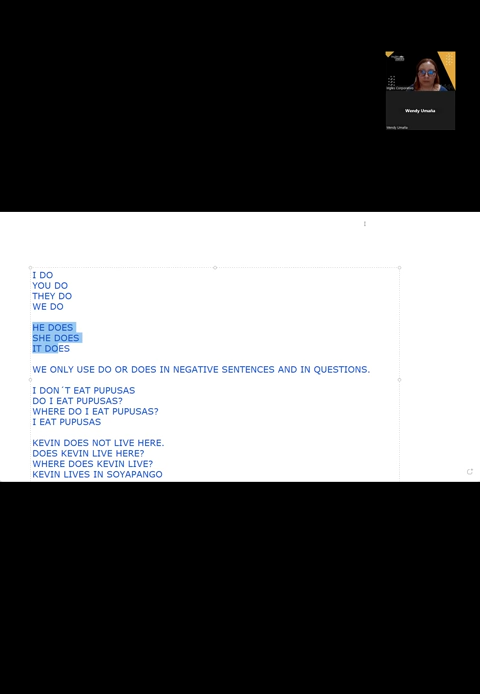 Wendy Umaña
Wendy Umaña
I DO
YOU DO
THEY DO
WE DO
HE DOES
SHE DOES
IT DOES
WE ONLY USE DO OR DOES IN NEGATIVE SENTENCES AND IN QUESTIONS.
I DON´T EAT PUPUSAS
DO I EAT PUPUSAS?
WHERE DO I EAT PUPUSAS?
I EAT PUPUSAS
KEVIN DOES NOT LIVE HERE.
DOES KEVIN LIVE HERE?
WHERE DOES KEVIN LIVE?
KEVIN LIVES IN SOYAPANGO